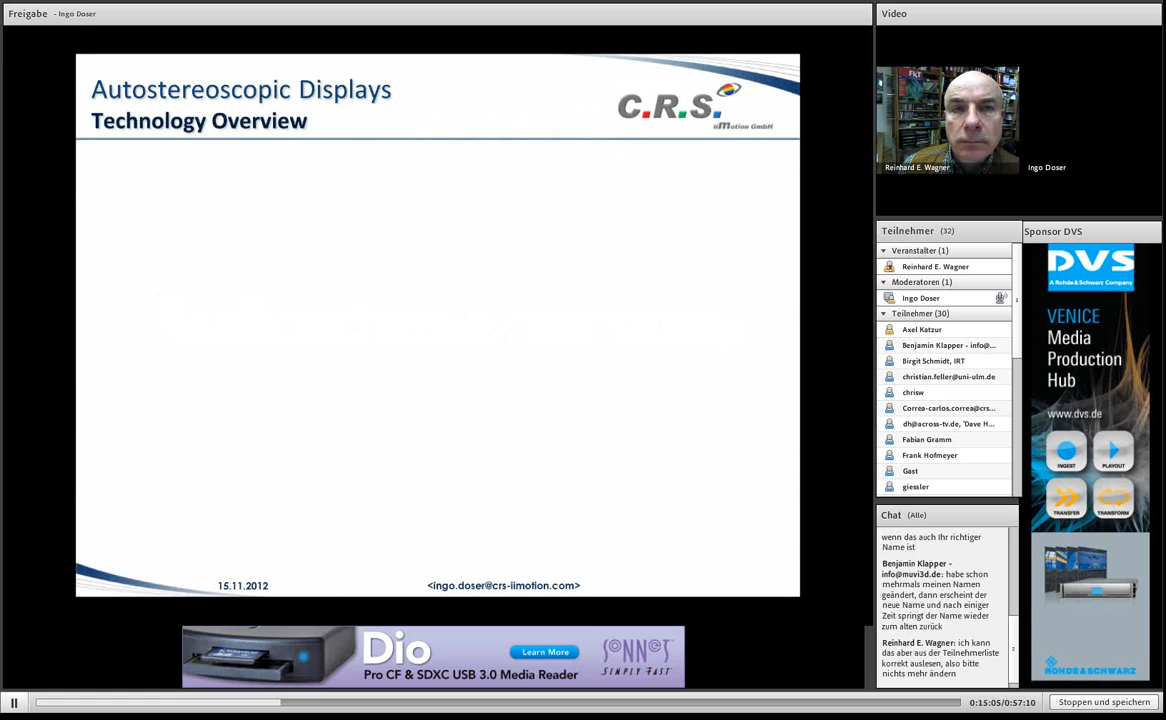 Freigabe - Ingo Doser
Autostereoscopic Displays
Technology Overview
C.R.S.
iiMotion GmbH
15.11.2012
<ingo.doser@crs-iimotion.com>
Dio
Pro CF & SDXC USB 3.0 Media Reader
Learn More
SONNET
SIMPLY FAST
Video
FKT
Reinhard E. Wagner
Ingo Doser
Teilnehmer (32)
Veranstalter (1)
Reinhard E. Wagner
Moderatoren (1)
Ingo Doser
Teilnehmer (30)
Axel Katzur
Benjamin Klapper - info@...
Birgit Schmidt, IRT
christian.feller@uni-ulm.de
chrisw
Correa-carlos.correa@crs...
dh@across-tv.de, 'Dave H...
Fabian Gramm
Frank Hofmeyer
Gast
giessler
Chat (Alle)
wenn das auch Ihr richtiger
Name ist
Benjamin Klapper -
info@muvi3d.de: habe schon
mehrmals meinen Namen
geändert, dann erscheint der
neue Name und nach einiger
Zeit springt der Name wieder
zum alten zurück
Reinhard E. Wagner: ich kann
das aber aus der Teilnehmerliste
korrekt auslesen, also bitte
nichts mehr ändern
Sponsor DVS
DVS
A Rohde & Schwarz Company
VENICE
Media
Production
Hub
www.dvs.de
INGEST
PLAYOUT
TRANSFER
TRANSFORM
ROHDE & SCHWARZ
0:15:05/0:57:10
Stoppen und speichern